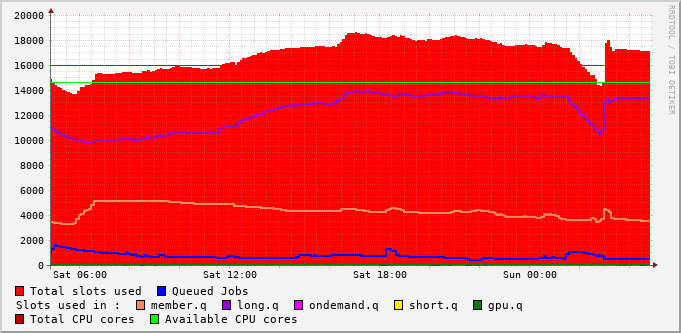 20000
18000
16000
14000
12000
10000
8000
6000
4000
2000
0
Sat 06:00 Sat 12:00 Sat 18:00 Sun 00:00
Total slots used Queued Jobs
Slots used in : member.q long.q ondemand.q short.q gpu.q
Total CPU cores Available CPU cores
RRDTOOL / TOBI OETIKER